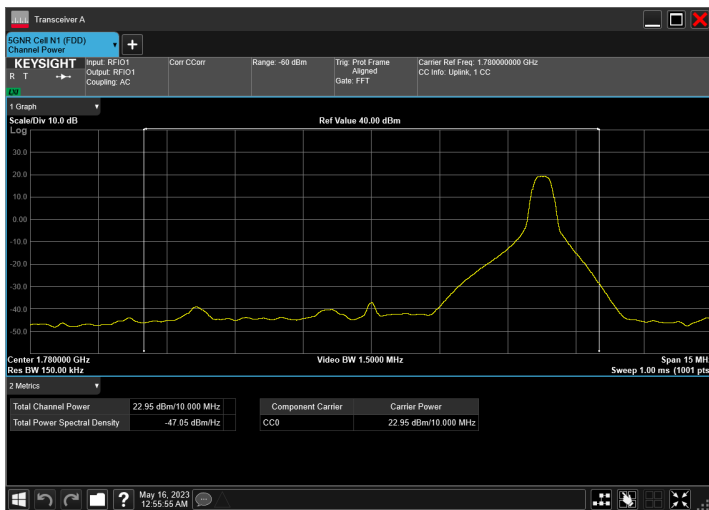 Transceiver A
5GNR Cell N1 (FDD)
Channel Power
KEYSIGHT
R T
LXI
Input: RFIO1
Output: RFIO1
Coupling: AC
Corr CCorr
Range: -60 dBm
Trig: Prot Frame
Aligned
Gate: FFT
Carrier Ref Freq: 1.780000000 GHz
CC Info: Uplink, 1 CC
1 Graph
Scale/Div 10.0 dB
Ref Value 40.00 dBm
Log
30.0
20.0
10.0
0.00
-10.0
-20.0
-30.0
-40.0
-50.0
Center 1.780000 GHz
Video BW 1.5000 MHz
Span 15 MH
Res BW 150.00 kHz
Sweep 1.00 ms (1001 pts
2 Metrics
Total Channel Power 22.95 dBm/10.000 MHz
Total Power Spectral Density -47.05 dBm/Hz
Component Carrier Carrier Power
CC0 22.95 dBm/10.000 MHz
May 16, 2023
12:55:55 AM